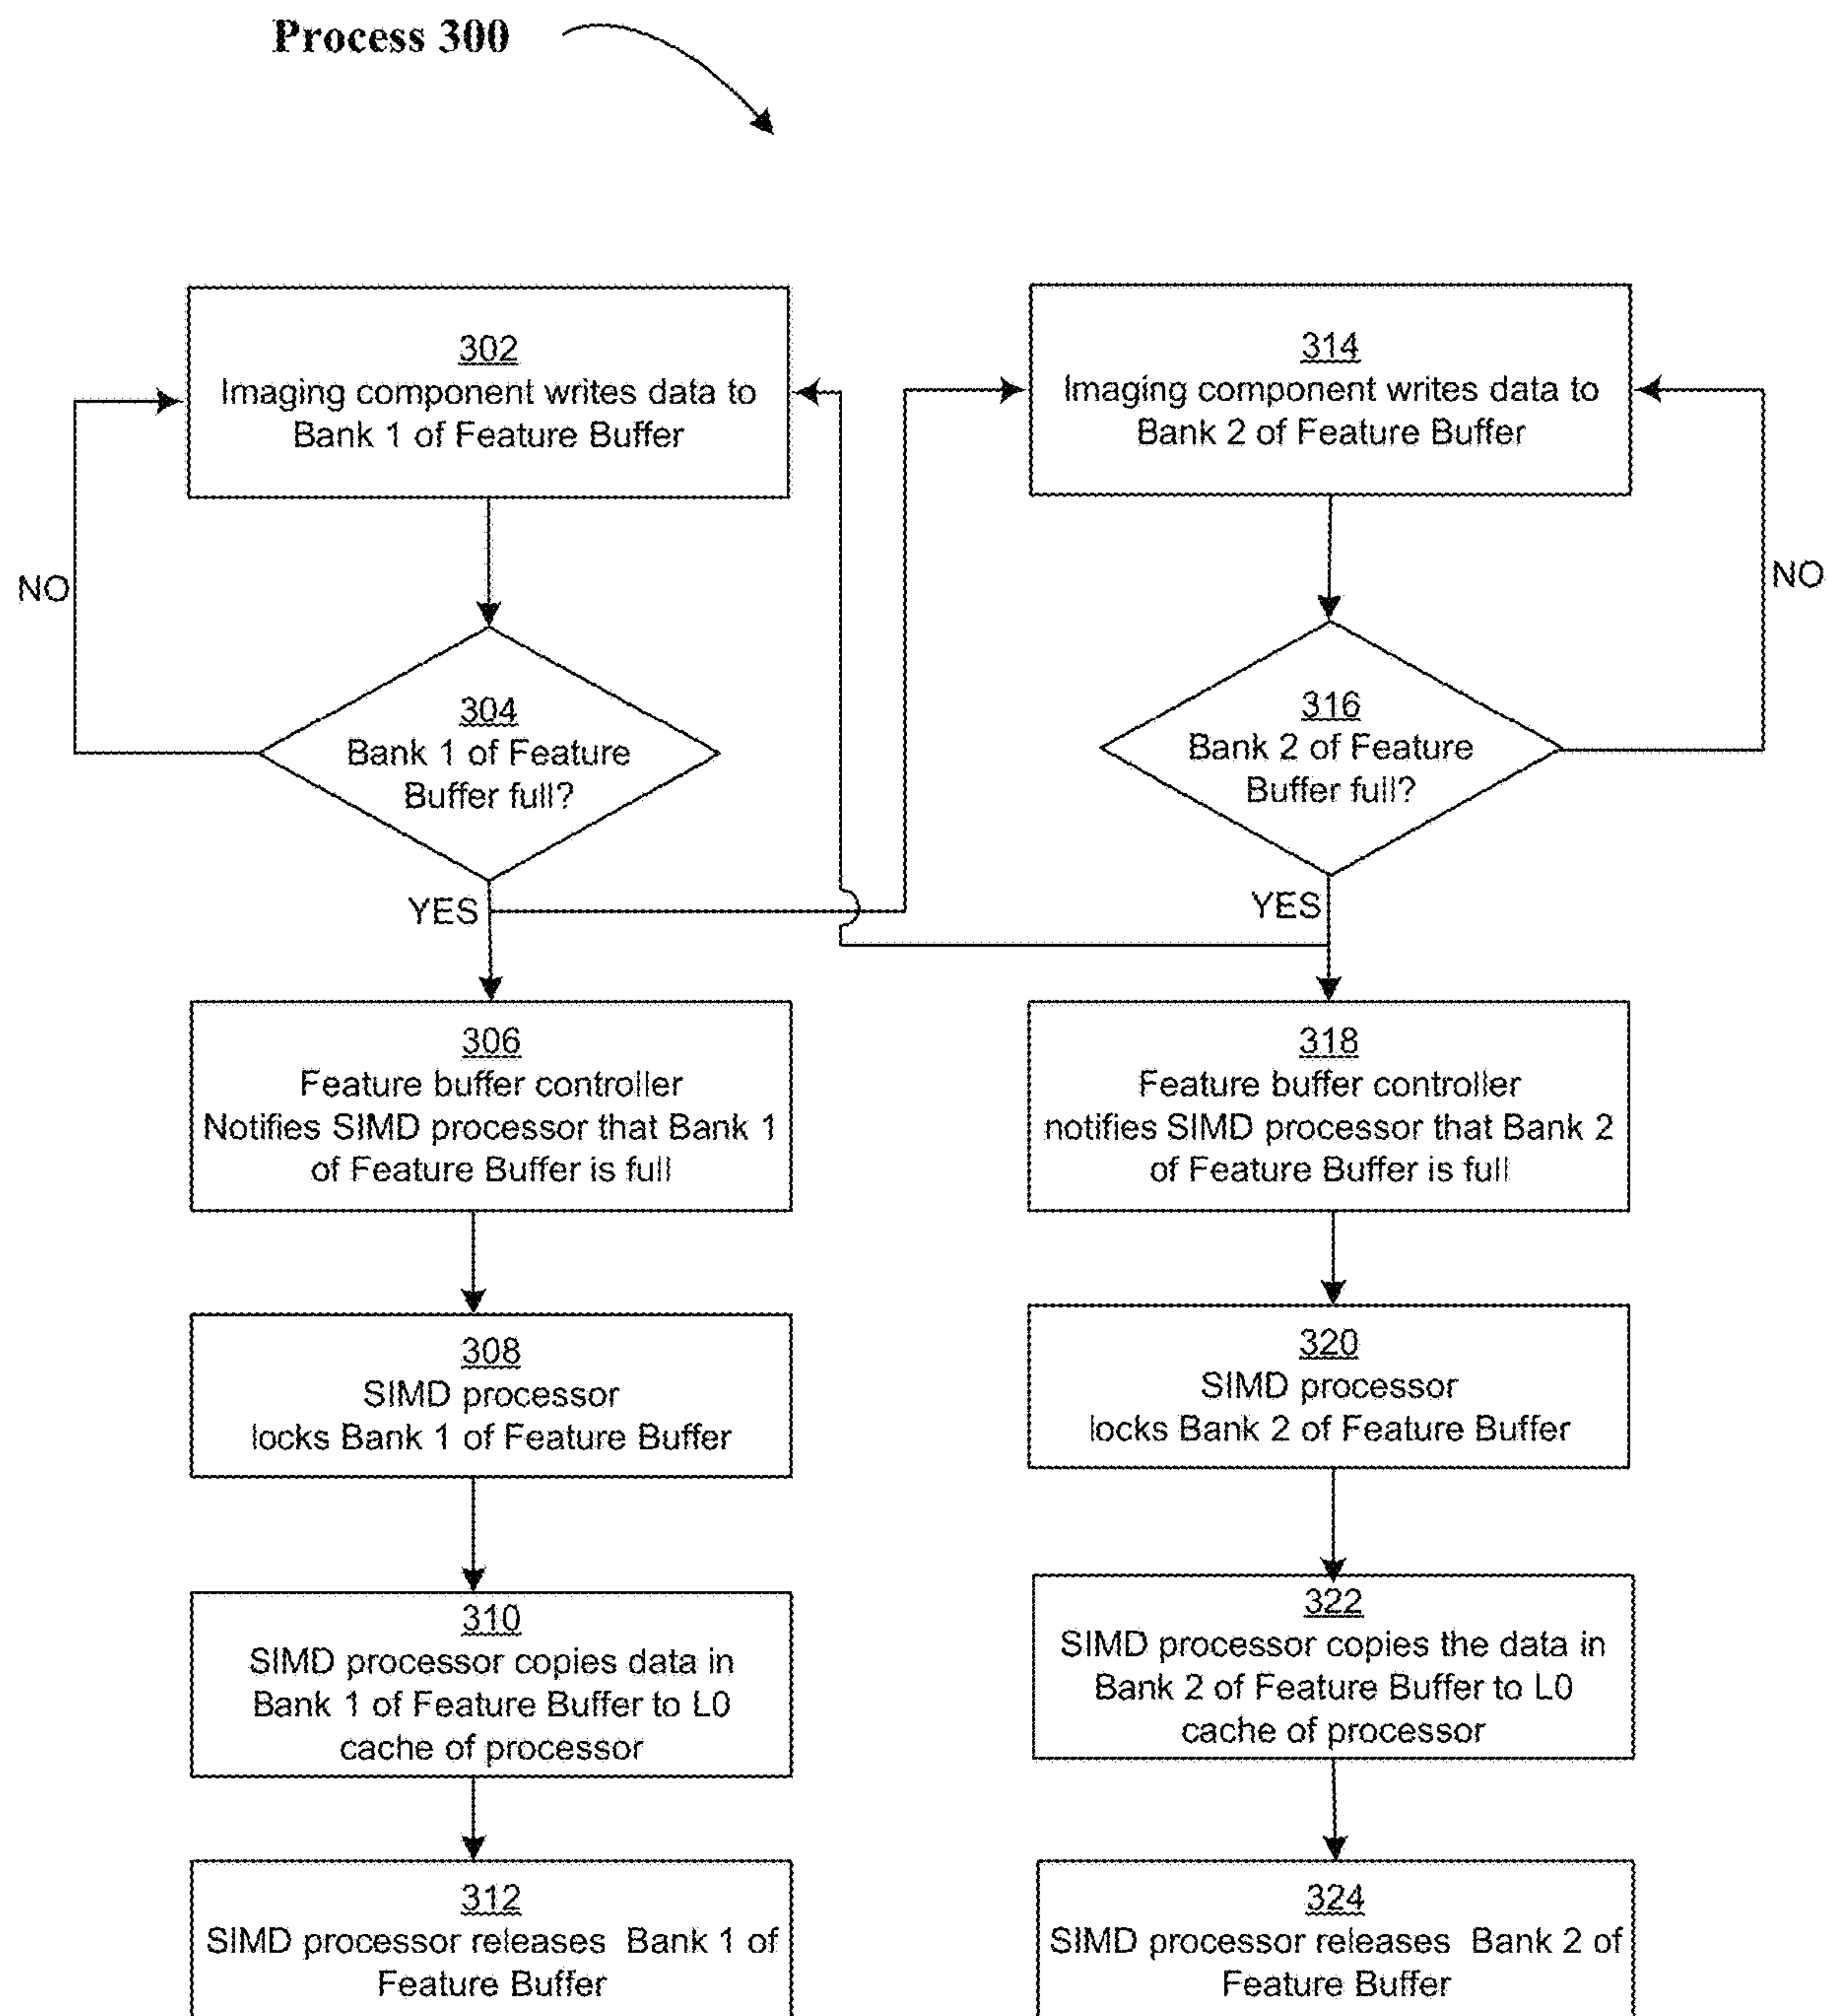 Process 300
302
Imaging component writes data to
Bank 1 of Feature Buffer
NO
304
Bank 1 of Feature
Buffer full?
YES
306
Feature buffer controller
Notifies SIMD processor that Bank 1
of Feature Buffer is full
308
SIMD processor
locks Bank 1 of Feature Buffer
310
SIMD processor copies data in
Bank 1 of Feature Buffer to L0
cache of processor
312
SIMD processor releases Bank 1 of
Feature Buffer
314
Imaging component writes data to
Bank 2 of Feature Buffer
NO
316
Bank 2 of Feature
Buffer full?
YES
318
Feature buffer controller
notifies SIMD processor that Bank 2
of Feature Buffer is full
320
SIMD processor
locks Bank 2 of Feature Buffer
322
SIMD processor copies the data in
Bank 2 of Feature Buffer to L0
cache of processor
324
SIMD processor releases Bank 2 of
Feature Buffer